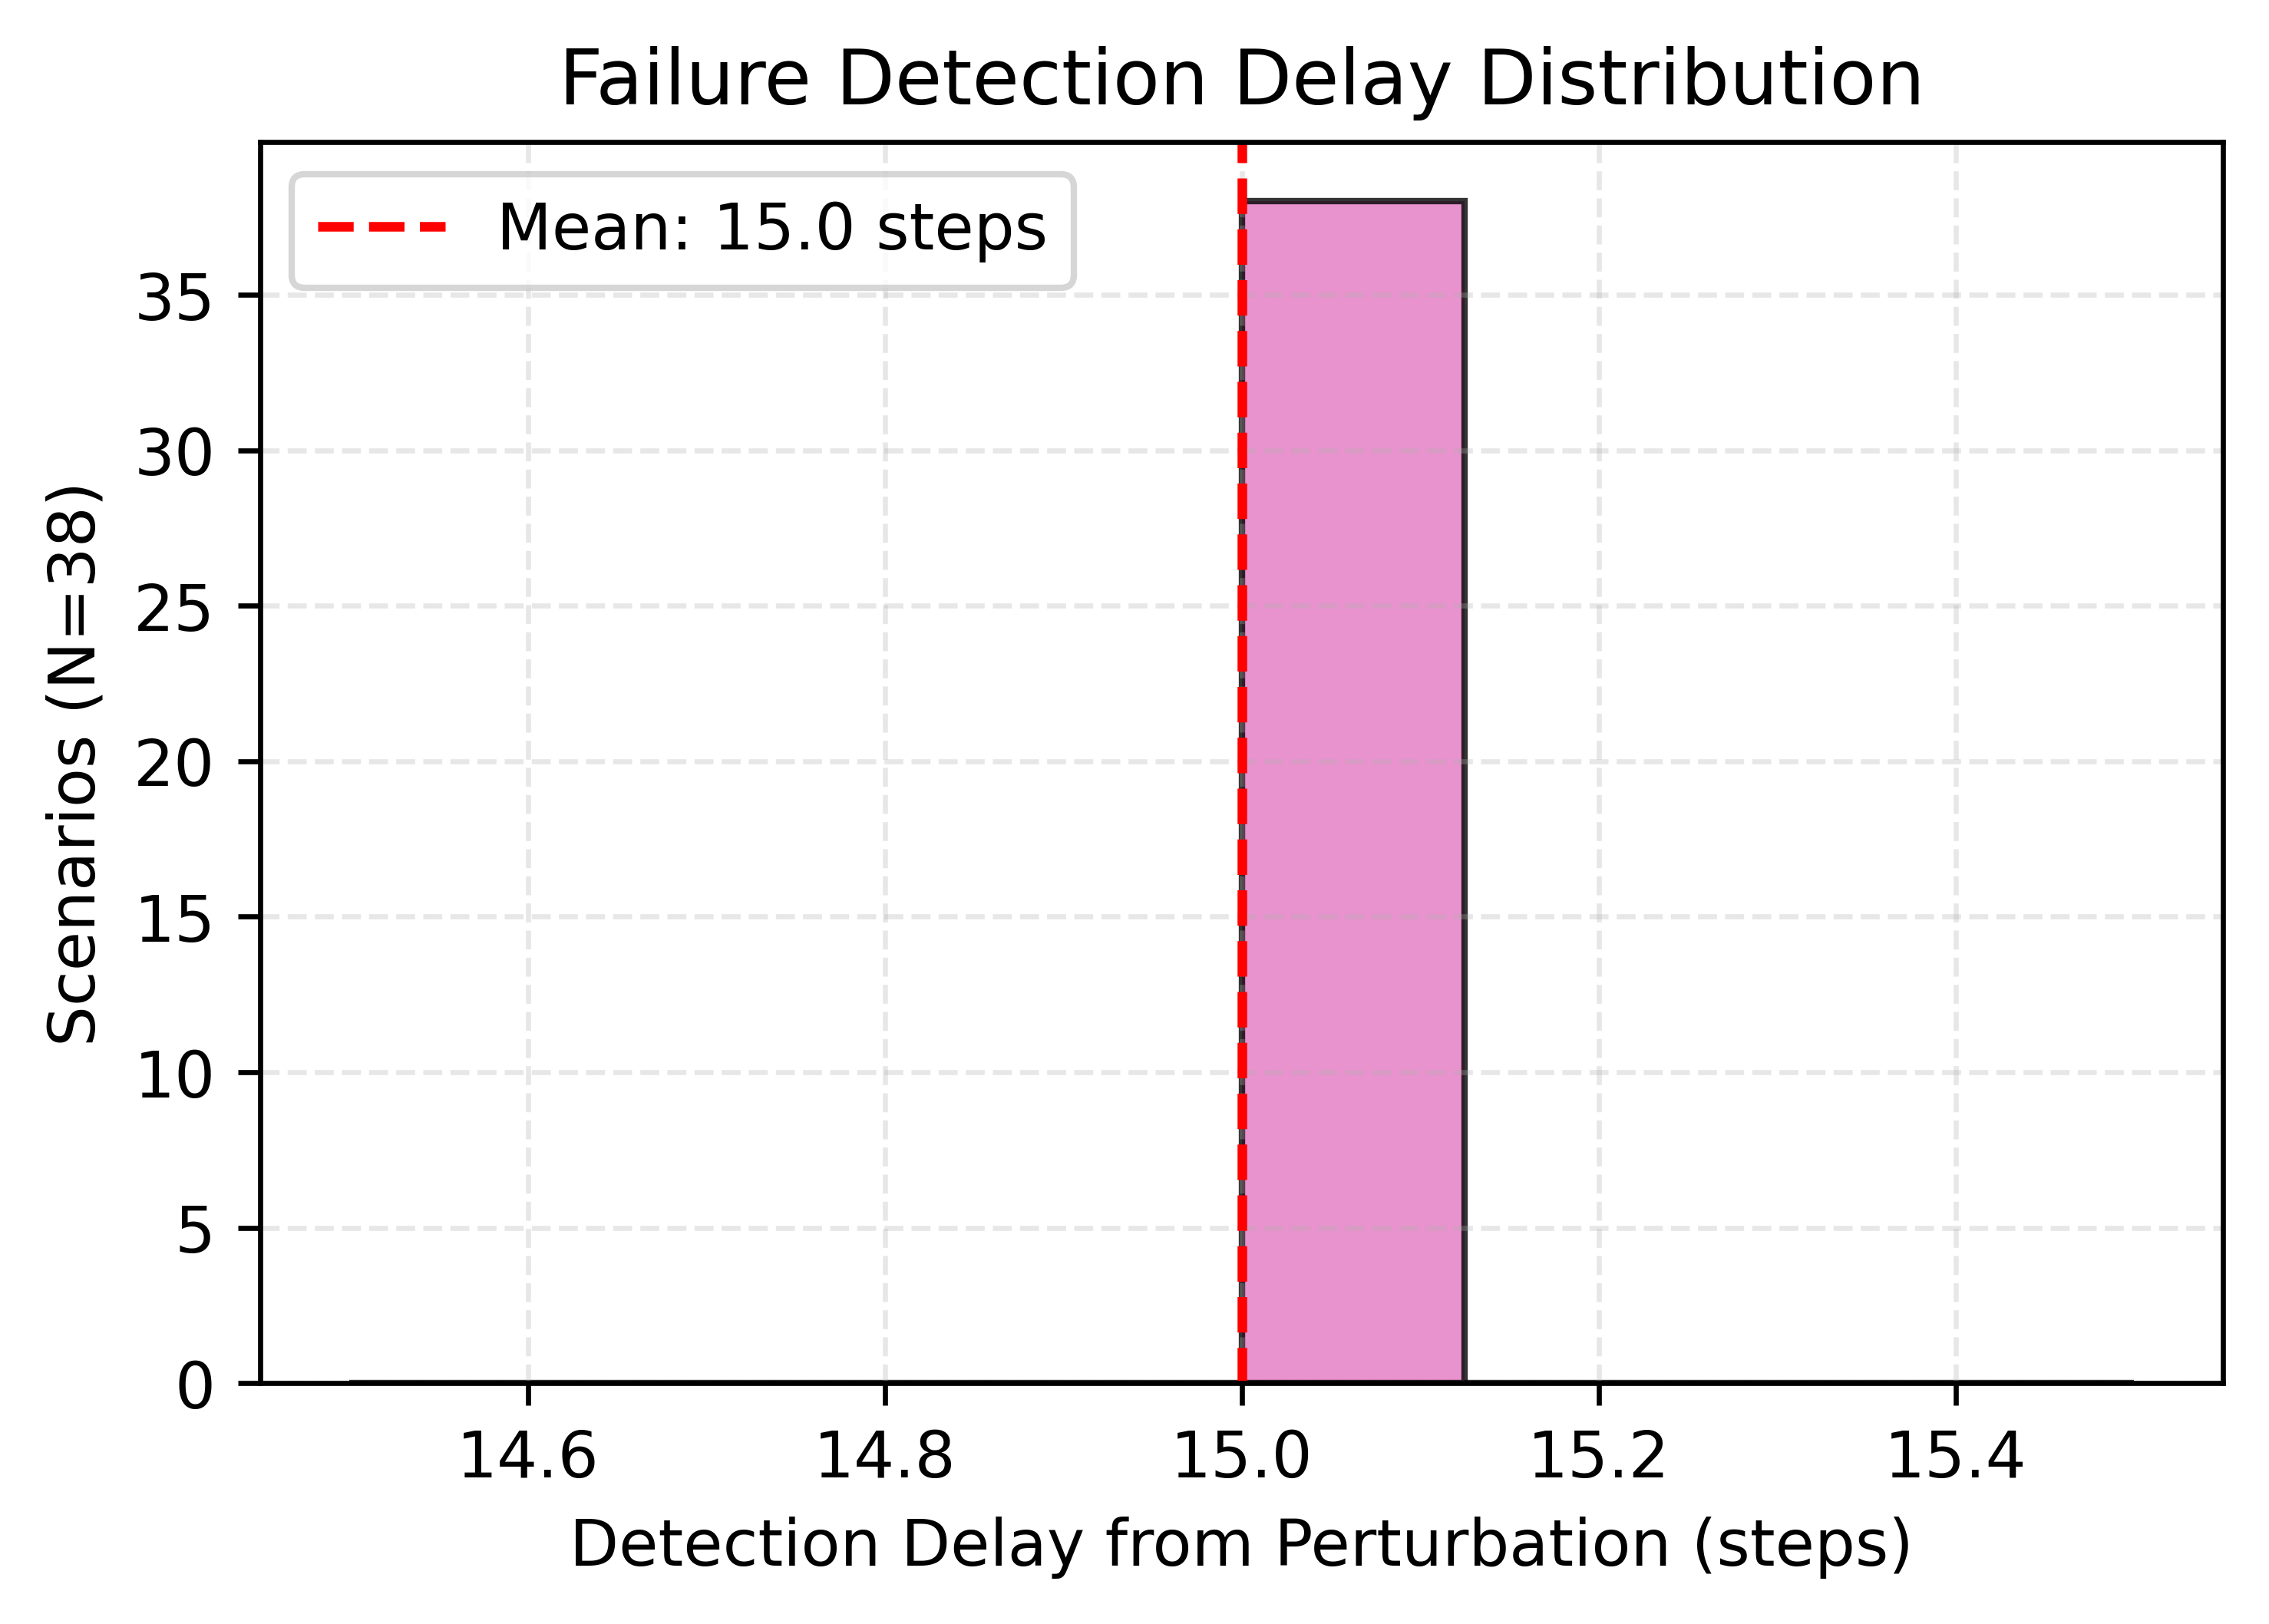 Failure Detection Delay Distribution
Mean: 15.0 steps
Scenarios (N=38)
35
30
25
20
15
10
5
0
14.6 14.8 15.0 15.2 15.4
Detection Delay from Perturbation (steps)